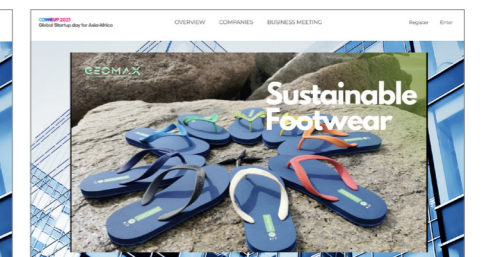 COMEUP 2021
Global Startup day for Asia-Africa
OVERVIEW COMPANIES BUSINESS MEETING
Register Enter
GEOMAX
Sustainable
Footwear